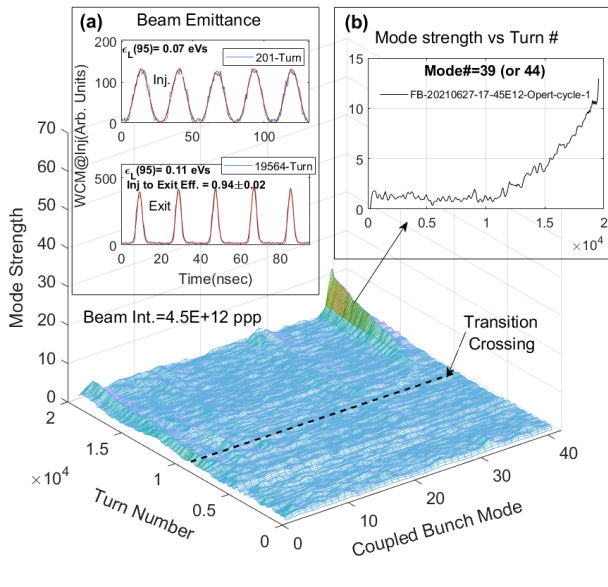 (a)
Beam Emittance
ϵL(95)= 0.07 eVs
201-Turn
Inj.
200
100
0
0
50
100
WCM@Inj(Arb. Units)
ϵL(95)= 0.11 eVs
19564-Turn
Inj to Exit Eff. = 0.94±0.02
Exit
500
0
0
20
40
60
80
Time(nsec)
(b)
Mode strength vs Turn #
Mode#=39 (or 44)
FB-20210627-17-45E12-Opert-cycle-1
15
10
5
0
0
0.5
1
1.5
2
×10⁴
Beam Int.=4.5E+12 ppp
Transition
Crossing
Mode Strength
70
60
50
40
30
20
10
0
2
1.5
1
0.5
0
×10⁴
Turn Number
0
10
20
30
40
Coupled Bunch Mode